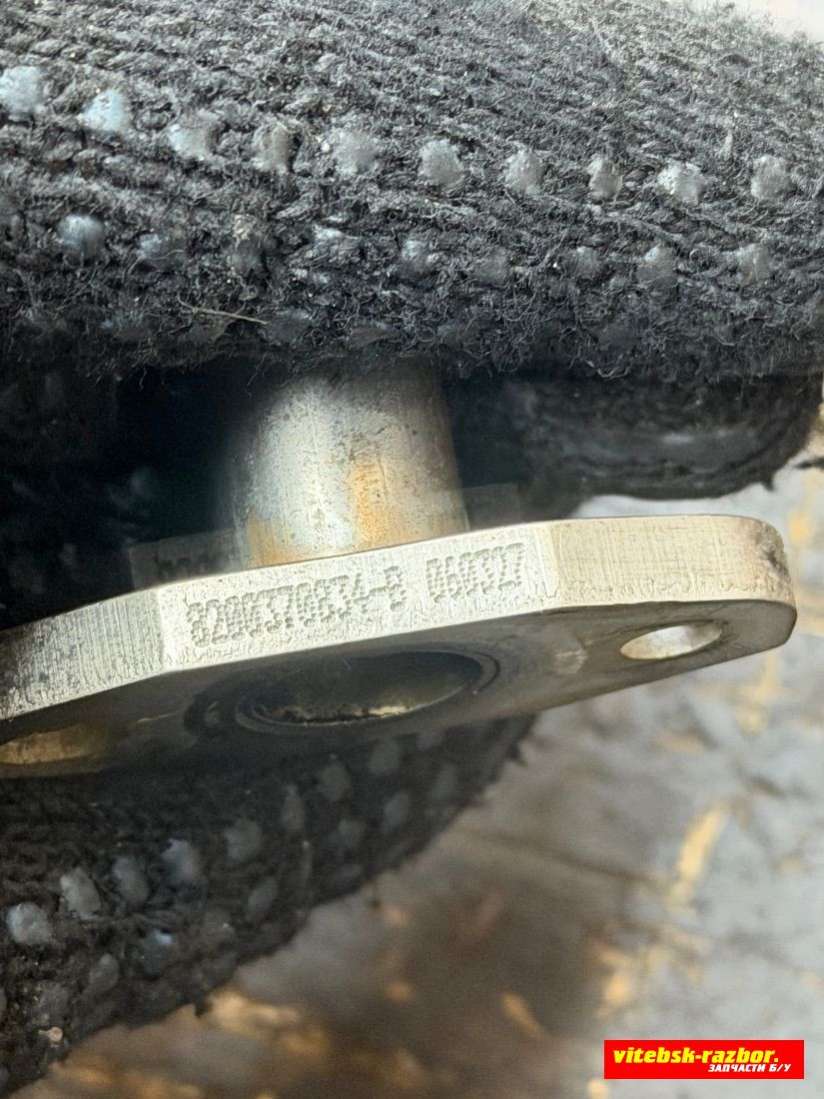 8200370834-B 060327
vitebsk-razbor.
ЗАПЧАСТИ Б/У